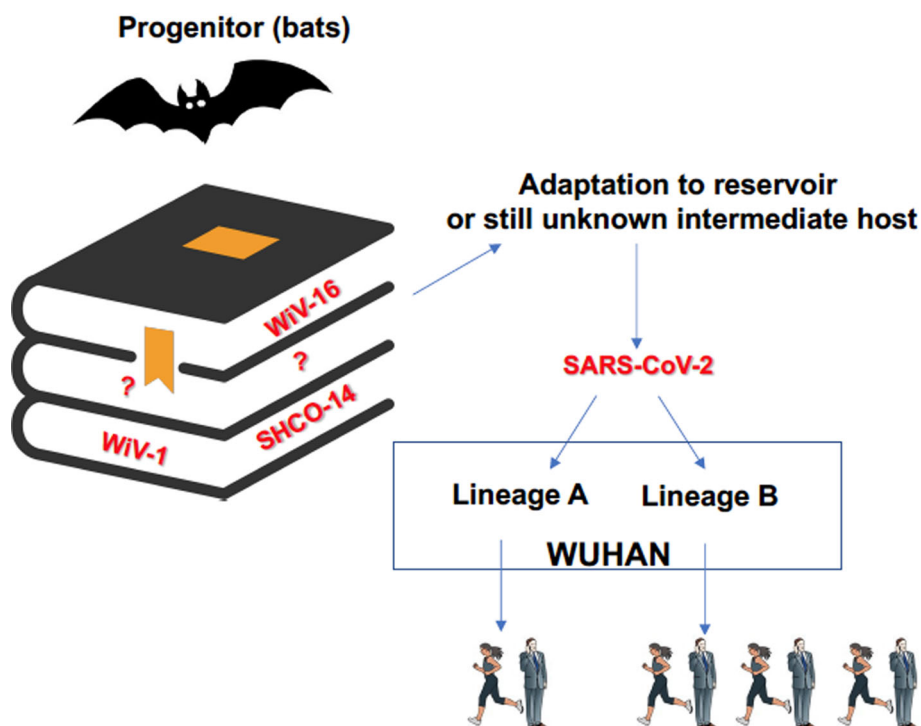 Progenitor (bats)
Adaptation to reservoir
or still unknown intermediate host
WiV-16
?
?
SHCO-14
WiV-1
SARS-CoV-2
Lineage A
Lineage B
WUHAN